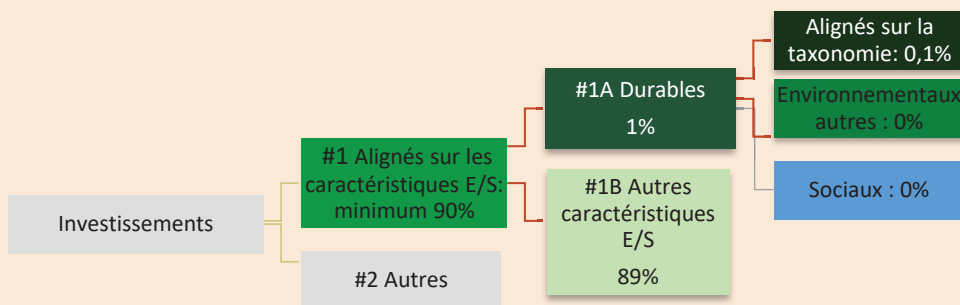 Investissements
#1 Alignés sur les
caractéristiques E/S:
minimum 90%
#2 Autres
#1A Durables
1%
#1B Autres
caractéristiques
E/S
89%
Alignés sur la
taxonomie: 0,1%
Environnementaux
autres : 0%
Sociaux : 0%